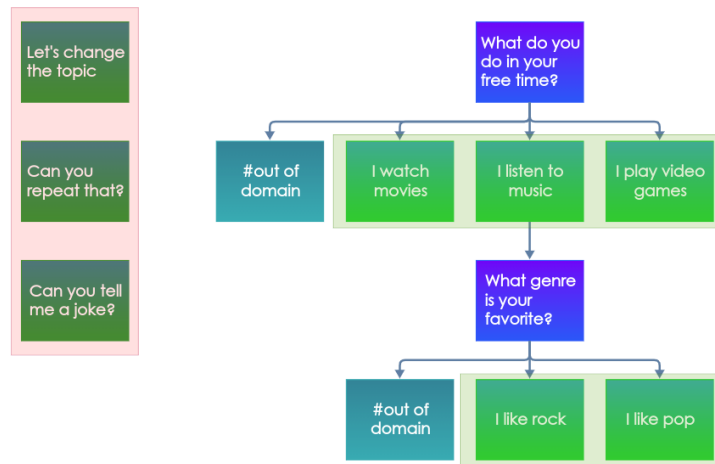 Let's change
the topic
Can you
repeat that?
Can you tell
me a joke?
What do you
do in your
free time?
#out of
domain
I watch
movies
I listen to
music
I play video
games
What genre
is your
favorite?
#out of
domain
I like rock
I like pop